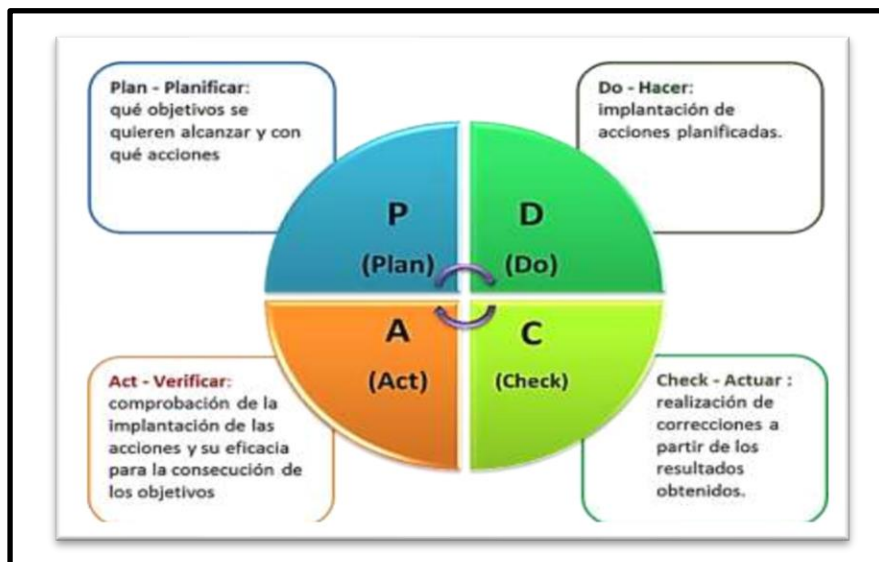 Plan - Planificar:
qué objetivos se
quieren alcanzar y con
qué acciones
Do - Hacer:
implantación de
acciones planificadas.
P
(Plan)
D
(Do)
A
(Act)
C
(Check)
Act - Verificar:
comprobación de la
implantación de las
acciones y su eficacia
para la consecución de
los objetivos
Check - Actuar :
realización de
correcciones a
partir de los
resultados
obtenidos.